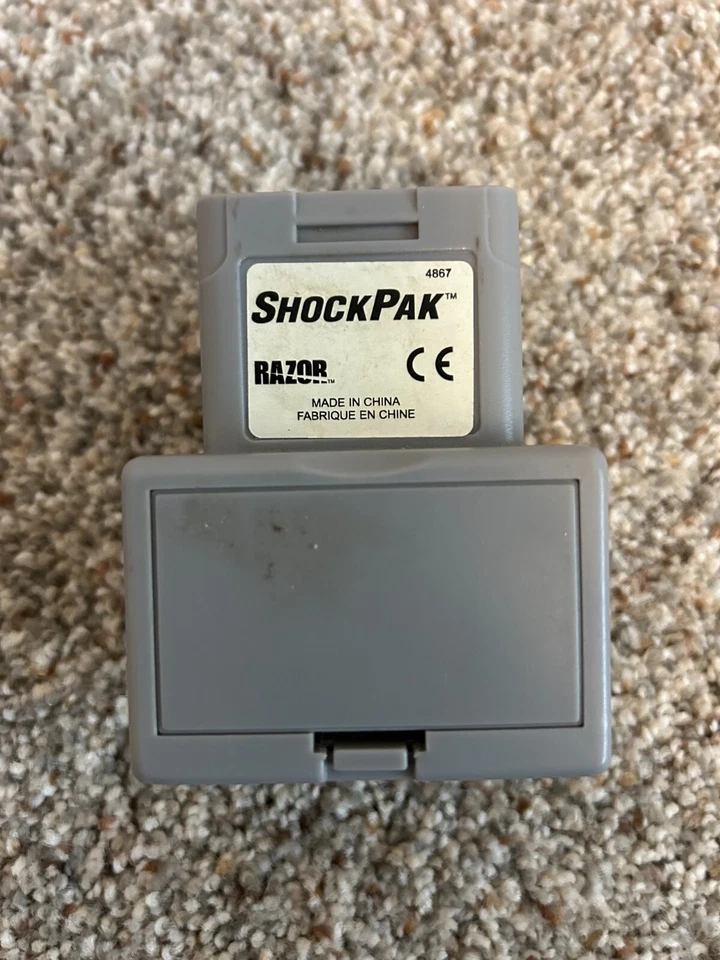 4867
SHOCKPAK™
RAZOR™
CE
MADE IN CHINA
FABRIQUE EN CHINE